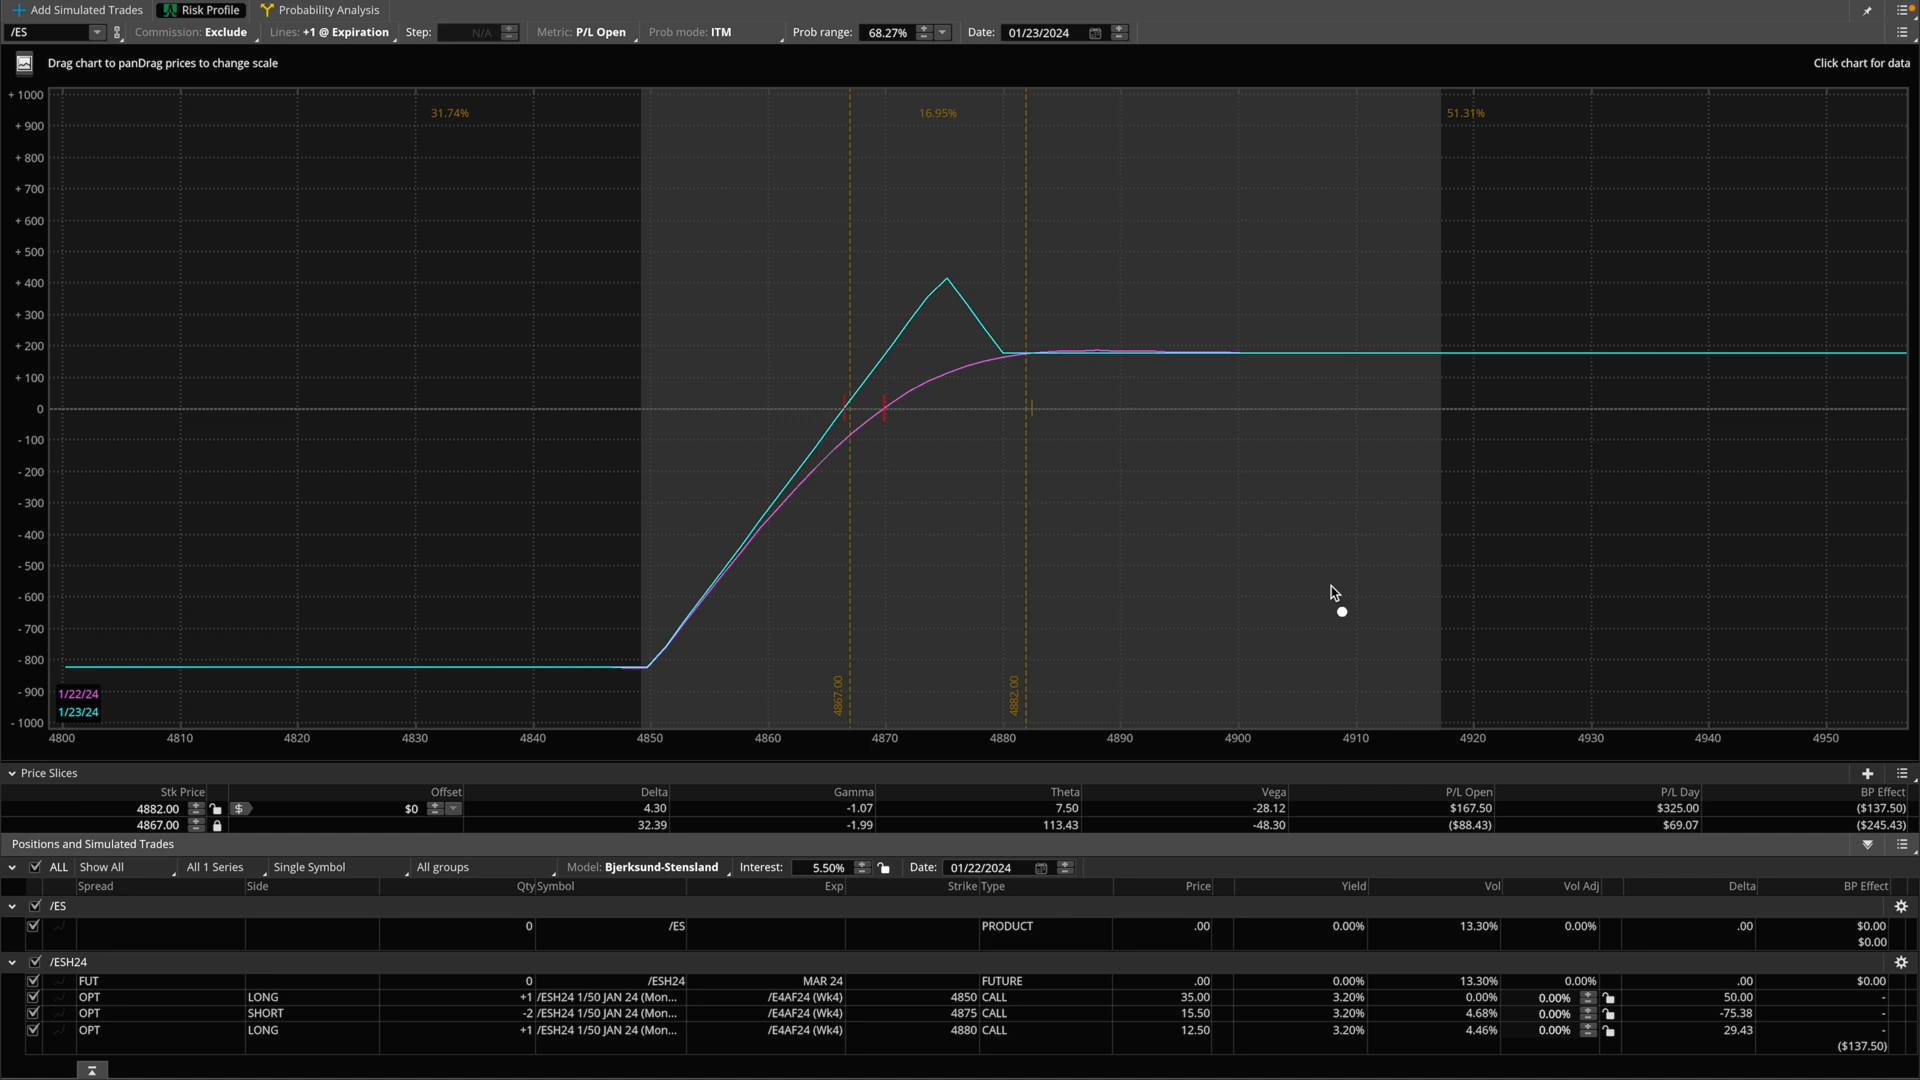 Add Simulated Trades Risk Profile Probability Analysis
/ES Commission: Exclude Lines: +1 @ Expiration Step: N/A Metric: P/L Open Prob mode: ITM Prob range: 68.27% Date: 01/23/2024
Drag chart to panDrag prices to change scale Click chart for data
+ 1000
31.74% 16.95% 51.31%
+ 900
+ 800
+ 700
+ 600
+ 500
+ 400
+ 300
+ 200
+ 100
0
- 100
- 200
- 300
- 400
- 500
- 600
- 700
- 800
- 900
- 1000
4867.00 4882.00
1/22/24
1/23/24
4800 4810 4820 4830 4840 4850 4860 4870 4880 4890 4900 4910 4920 4930 4940 4950
Price Slices
Stk Price Offset Delta Gamma Theta Vega P/L Open P/L Day BP Effect
4882.00 $ $0 4.30 -1.07 7.50 -28.12 $167.50 $325.00 ($137.50)
4867.00 32.39 -1.99 113.43 -48.30 ($88.43) $69.07 ($245.43)
Positions and Simulated Trades
ALL Show All All 1 Series Single Symbol All groups Model: Bjerksund-Stensland Interest: 5.50% Date: 01/22/2024
Spread Side Qty Symbol Exp Strike Type Price Yield Vol Vol Adj Delta BP Effect
/ES
0 /ES PRODUCT .00 0.00% 13.30% 0.00% .00 $0.00
$0.00
/ESH24
FUT 0 /ESH24 MAR 24 FUTURE .00 0.00% 13.30% 0.00% .00 $0.00
OPT LONG +1 /ESH24 1/50 JAN 24 (Mon... /E4AF24 (Wk4) 4850 CALL 35.00 3.20% 0.00% 0.00% 50.00 -
OPT SHORT -2 /ESH24 1/50 JAN 24 (Mon... /E4AF24 (Wk4) 4875 CALL 15.50 3.20% 4.68% 0.00% -75.38 -
OPT LONG +1 /ESH24 1/50 JAN 24 (Mon... /E4AF24 (Wk4) 4880 CALL 12.50 3.20% 4.46% 0.00% 29.43 -
($137.50)